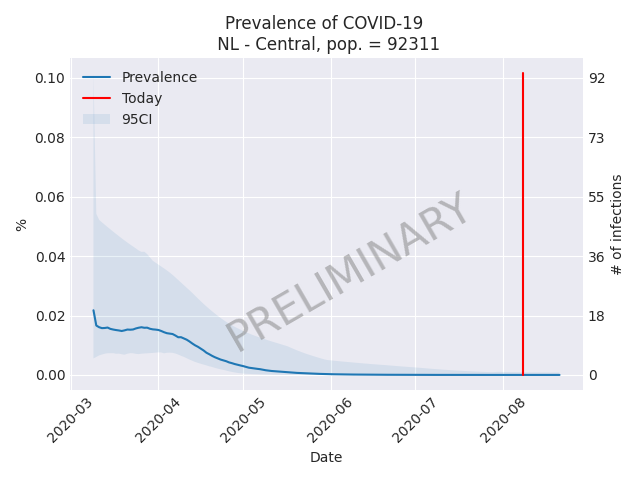 Prevalence of COVID-19
NL - Central, pop. = 92311
Prevalence
Today
95CI
PRELIMINARY
%
0.10
0.08
0.06
0.04
0.02
0.00
92
73
55
36
18
0
# of infections
2020-03
2020-04
2020-05
2020-06
2020-07
2020-08
Date